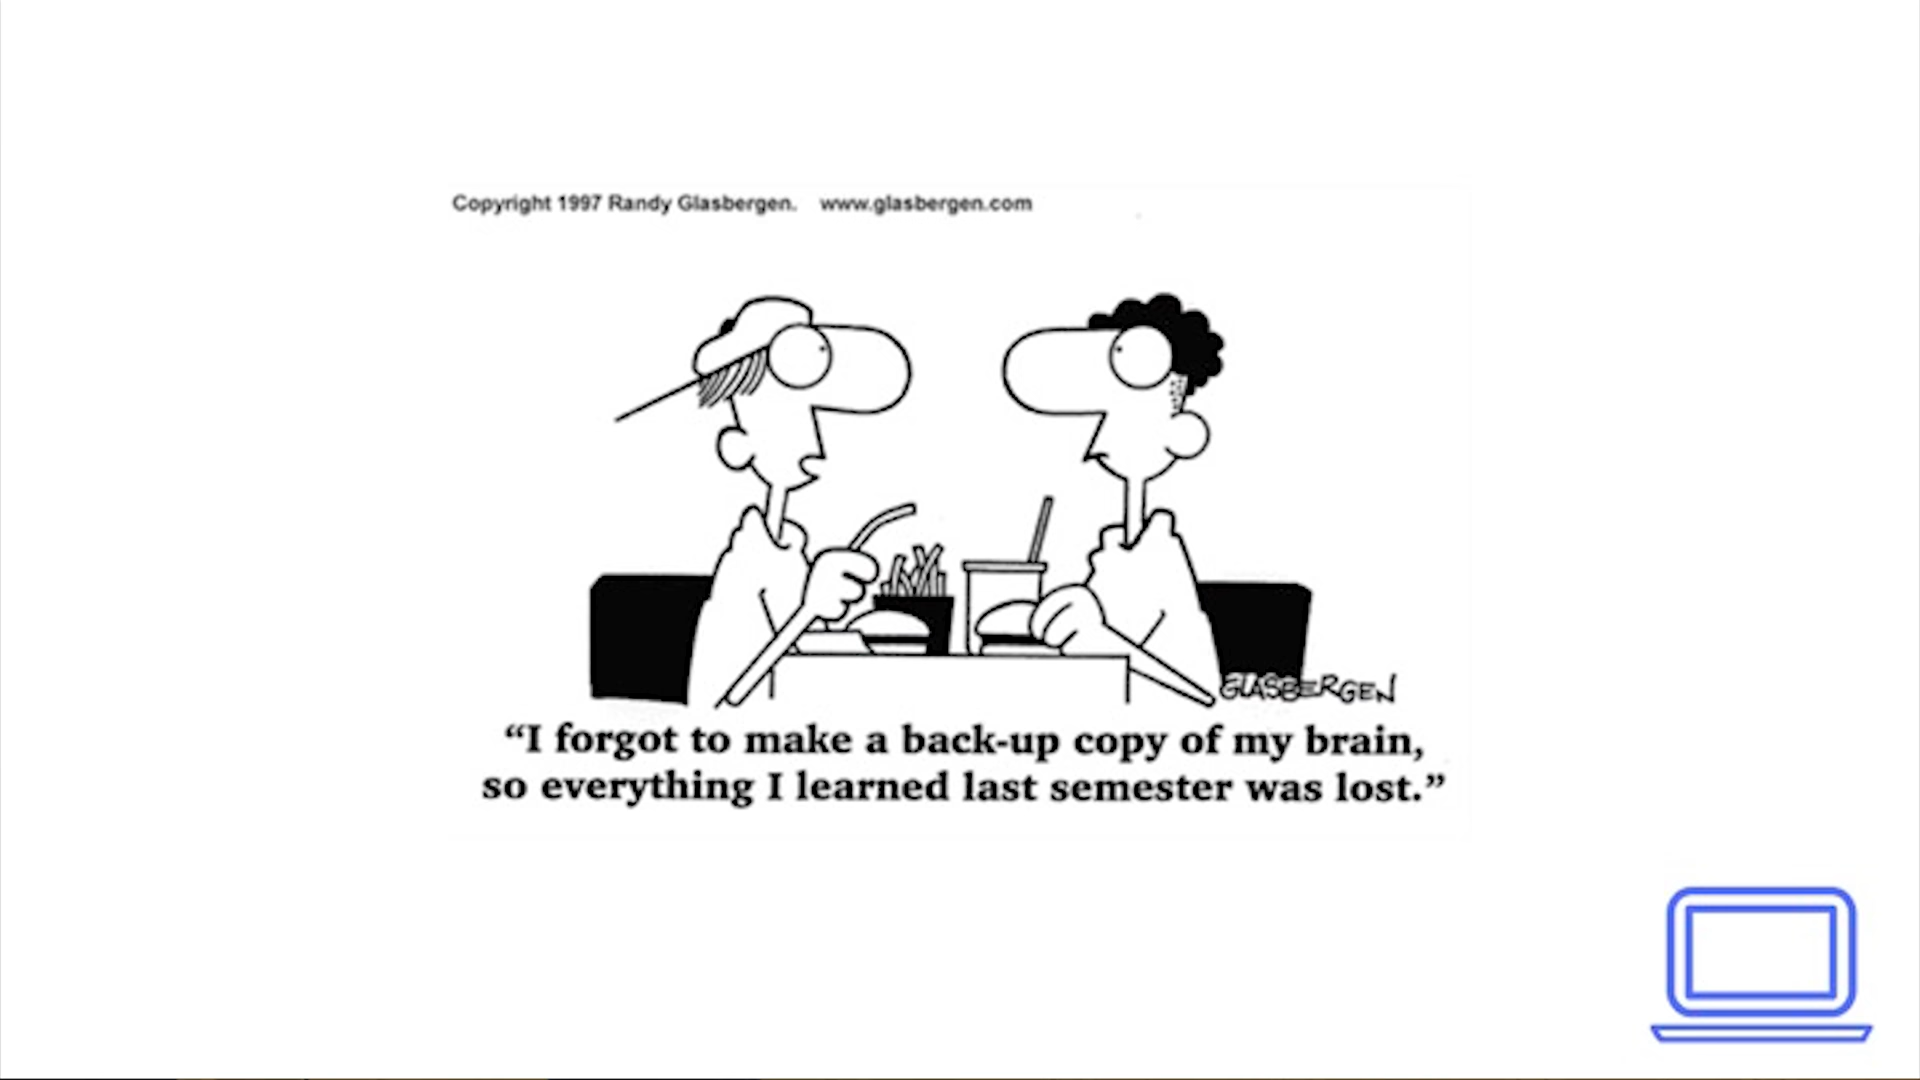 Copyright 1997 Randy Glasbergen. www.glasbergen.com
GLASBERGEN
“I forgot to make a back-up copy of my brain,
so everything I learned last semester was lost.”